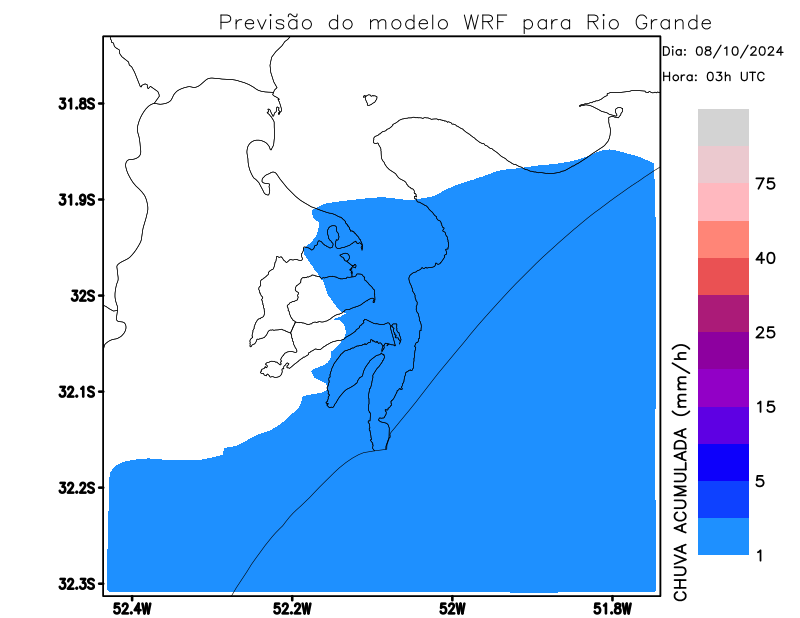 Previsão do modelo WRF para Rio Grande
Dia: 08/10/2024
Hora: 03h UTC
31.8S
31.9S
32S
32.1S
32.2S
32.3S
52.4W
52.2W
52W
51.8W
75
40
25
15
5
1
CHUVA ACUMULADA (mm/h)